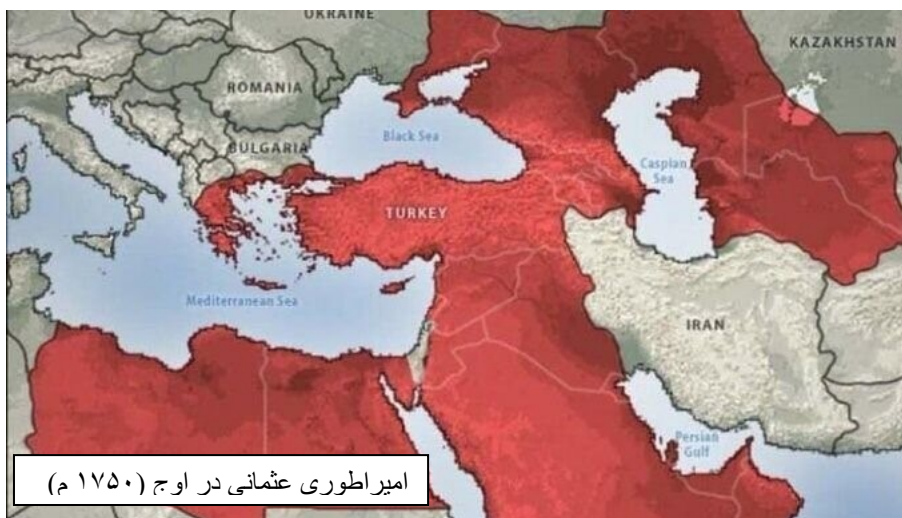 UKRAINE
KAZAKHSTAN
ROMANIA
Black Sea
BULGARIA
Caspian
Sea
TURKEY
Mediterranean Sea
IRAN
Persian
Gulf
امپراطوری عثمانی در اوج (۱۷۵۰ م)